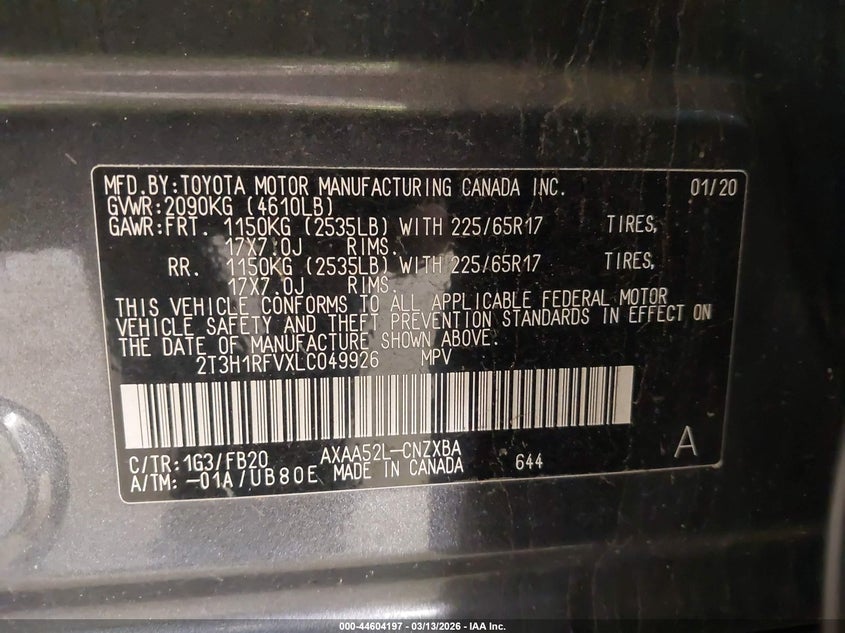 MFD.BY:TOYOTA MOTOR MANUFACTURING CANADA INC. 01/20
GVWR:2090KG (4610LB)
GAWR:FRT. 1150KG (2535LB) WITH 225/65R17 TIRES,
17X7.0J RIMS.
RR. 1150KG (2535LB) WITH 225/65R17 TIRES,
17X7.0J RIMS.
THIS VEHICLE CONFORMS TO ALL APPLICABLE FEDERAL MOTOR
VEHICLE SAFETY AND THEFT PREVENTION STANDARDS IN EFFECT ON
THE DATE OF MANUFACTURE SHOWN ABOVE.
2T3H1RFVXLC049926 MPV
C/TR:1G3/FB20 AXAA52L-CNZXBA 644 A
A/TM:-01A/UB80E MADE IN CANADA
000-44604197 - 03/13/2026 - IAA Inc.